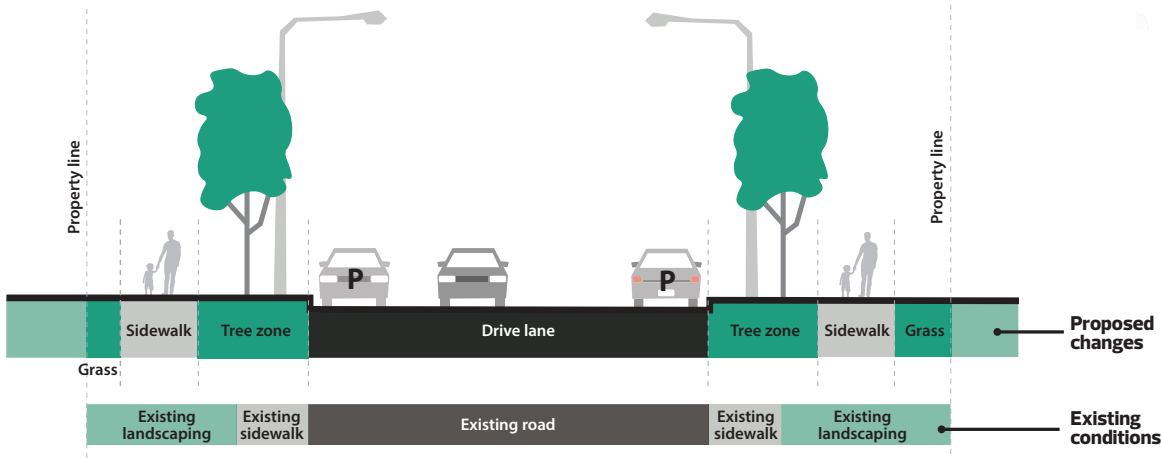 Property line
Property line
P
P
Sidewalk
Tree zone
Drive lane
Tree zone
Sidewalk
Grass
Proposed
changes
Grass
Existing
landscaping
Existing
sidewalk
Existing road
Existing
sidewalk
Existing
landscaping
Existing
conditions